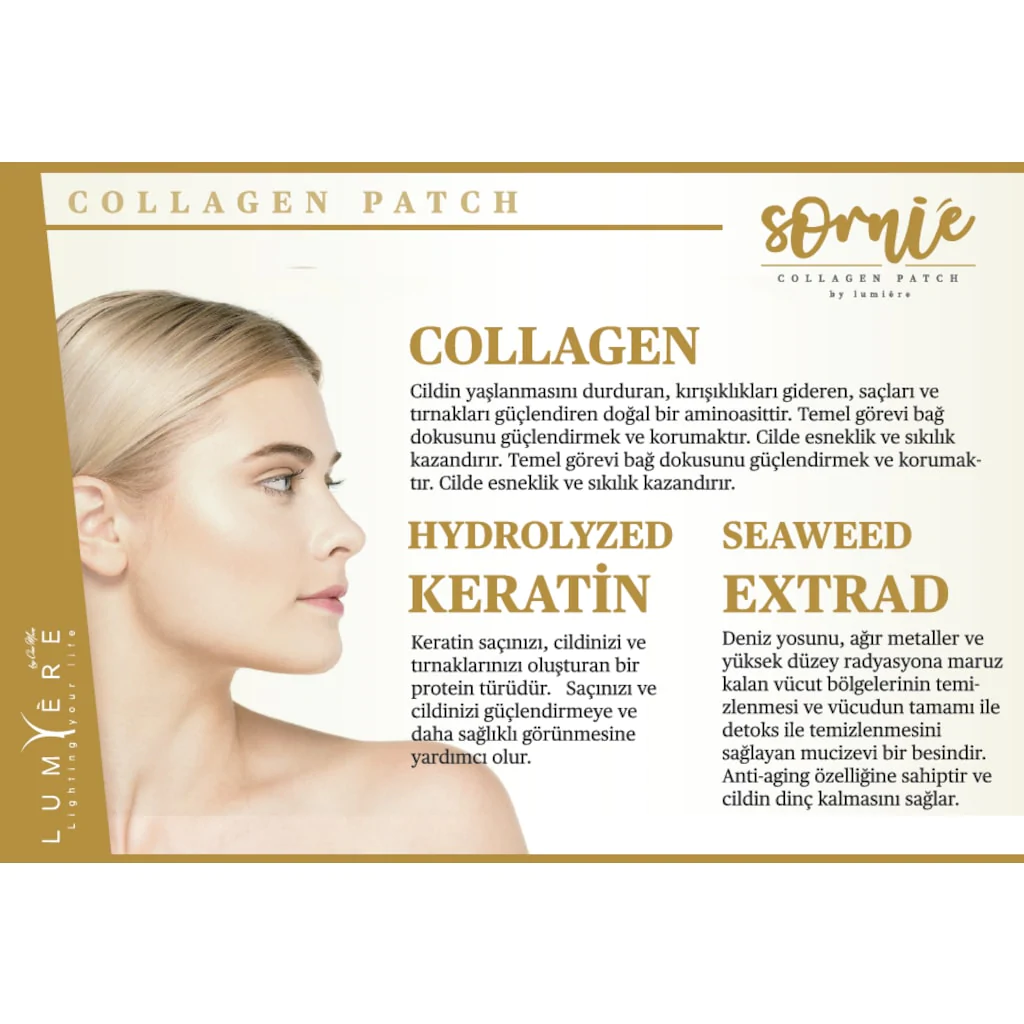 COLLAGEN PATCH
sOrnie
COLLAGEN PATCH
by lumiére
COLLAGEN
Cildin yaşlanmasını durduran, kırışıklıkları gideren, saçları ve
tırnakları güçlendiren doğal bir aminoasittir. Temel görevi bağ
dokusunu güçlendirmek ve korumaktır. Cilde esneklik ve sıkılık
kazandırır. Temel görevi bağ dokusunu güçlendirmek ve korumak-
tır. Cilde esneklik ve sıkılık kazandırır.
HYDROLYZED
KERATİN
Keratin saçınızı, cildinizi ve
tırnaklarınızı oluşturan bir
protein türüdür. Saçınızı ve
cildinizi güçlendirmeye ve
daha sağlıklı görünmesine
yardımcı olur.
SEAWEED
EXTRAD
Deniz yosunu, ağır metaller ve
yüksek düzey radyasyona maruz
kalan vücut bölgelerinin temi-
zlenmesi ve vücudun tamamı ile
detoks ile temizlenmesini
sağlayan mucizevi bir besindir.
Anti-aging özelliğine sahiptir ve
cildin dinç kalmasını sağlar.
LUMYÈRE
Lighting your life